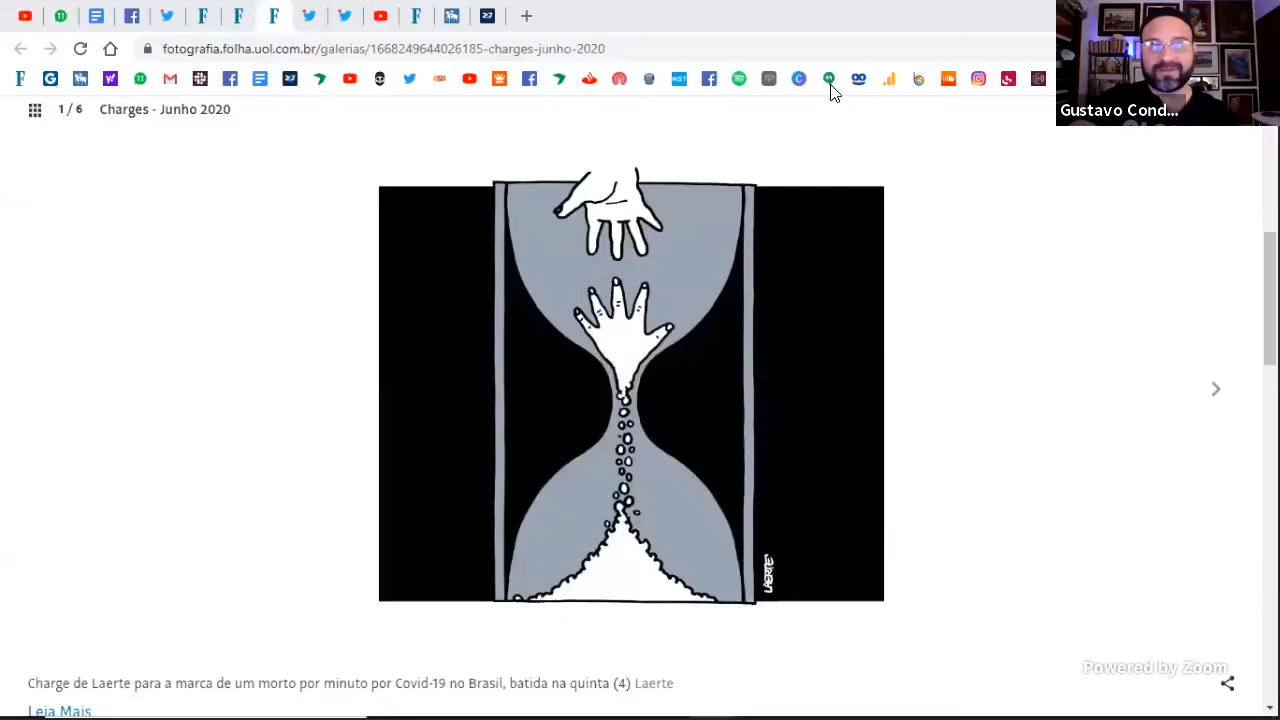 fotografia.folha.uol.com.br/galerias/1668249644026185-charges-junho-2020
Gustavo Cond...
1 / 6 Charges - Junho 2020
LAERTE
Powered by Zoom
Charge de Laerte para a marca de um morto por minuto por Covid-19 no Brasil, batida na quinta (4) Laerte
Leia Mais